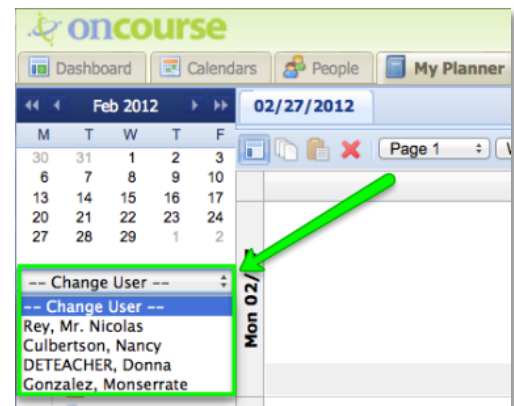 oncourse
Dashboard Calendars People My Planner
Feb 2012 02/27/2012
M T W T F
30 31 1 2 3
Page 1
6 7 8 9 10
13 14 15 16 17
20 21 22 23 24
27 28 29 1 2
-- Change User --
-- Change User --
Rey, Mr. Nicolas
Culbertson, Nancy
DETEACHER, Donna
Gonzalez, Monserrate
Mon 02/